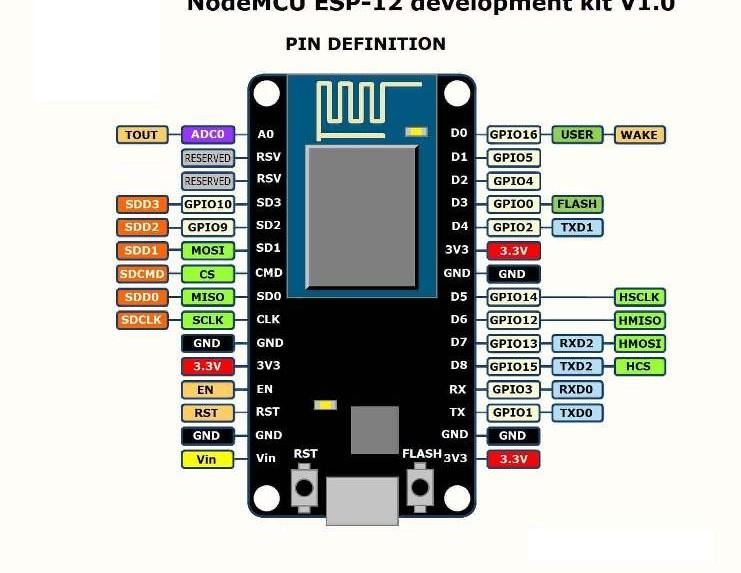 NodeMCU ESP-12 development kit V1.0
PIN DEFINITION
TOUT ADC0 A0 D0 GPIO16 USER WAKE
RESERVED RSV D1 GPIO5
RESERVED RSV D2 GPIO4
SDD3 GPIO10 SD3 D3 GPIO0 FLASH
SDD2 GPIO9 SD2 D4 GPIO2 TXD1
SDD1 MOSI SD1 3V3 3.3V
SDCMD CS CMD GND GND
SDD0 MISO SD0 D5 GPIO14 HSCLK
SDCLK SCLK CLK D6 GPIO12 HMISO
GND GND D7 GPIO13 RXD2 HMOSI
3.3V 3V3 D8 GPIO15 TXD2 HCS
EN EN RX GPIO3 RXD0
RST RST TX GPIO1 TXD0
GND GND GND GND
Vin Vin RST FLASH 3V3 3.3V